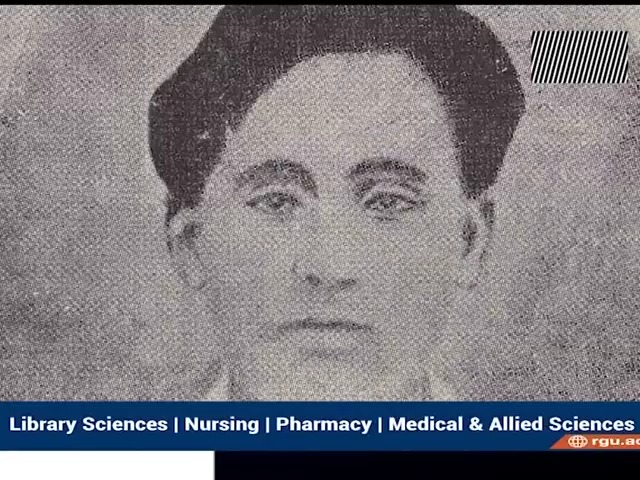 Library Sciences | Nursing | Pharmacy | Medical & Allied Sciences
rgu.ac